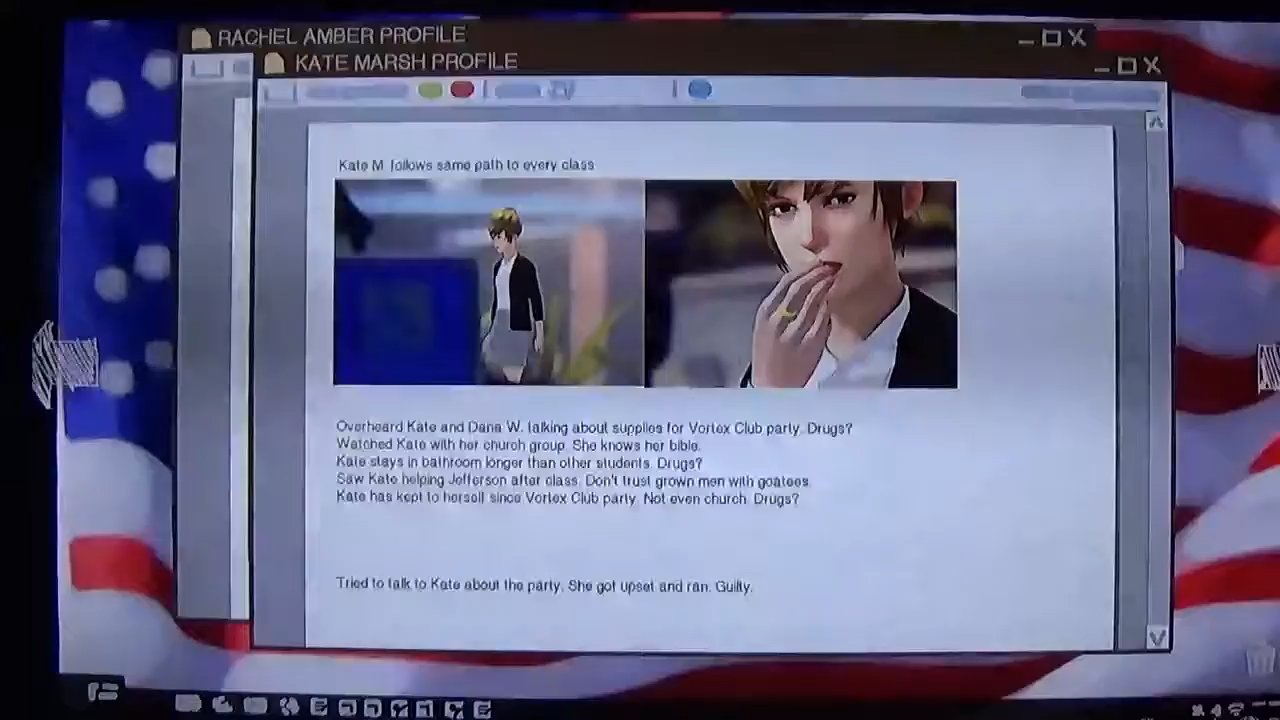 RACHEL AMBER PROFILE
KATE MARSH PROFILE
Kate M. follows same path to every class
Overheard Kate and Dana W. talking about supplies for Vortex Club party. Drugs?
Watched Kate with her church group. She knows her bible.
Kate stays in bathroom longer than other students. Drugs?
Saw Kate helping Jefferson after class. Don't trust grown men with goatees.
Kate has kept to herself since Vortex Club party. Not even church. Drugs?
Tried to talk to Kate about the party. She got upset and ran. Guilty.